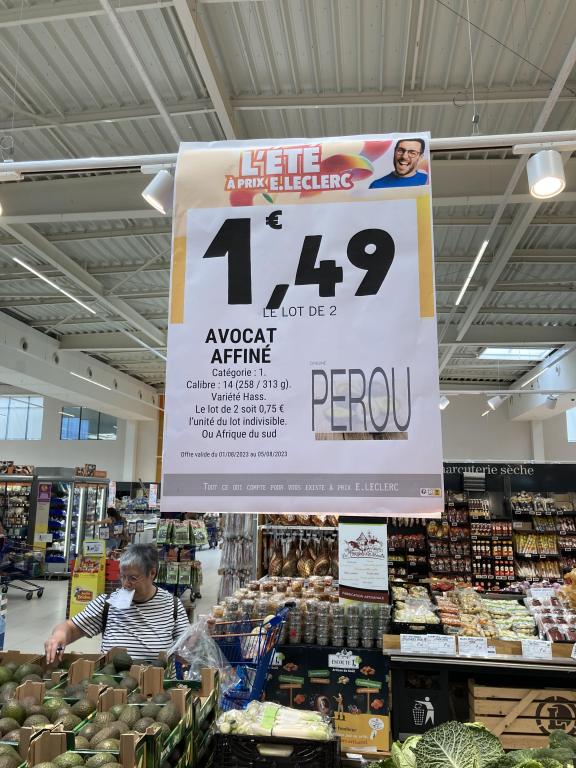 L'ÉTÉ
À PRIX E.LECLERC
1,49 €
LE LOT DE 2
AVOCAT
AFFINÉ
Catégorie : 1.
Calibre : 14 (258 / 313 g).
Variété Hass.
Le lot de 2 soit 0,75 €
l'unité du lot indivisible.
Ou Afrique du sud
ORIGINE
PEROU
Offre valide du 01/08/2023 au 05/08/2023
TOUT CE QUI COMPTE POUR VOUS EXISTE À PRIX E.LECLERC
charcuterie sèche